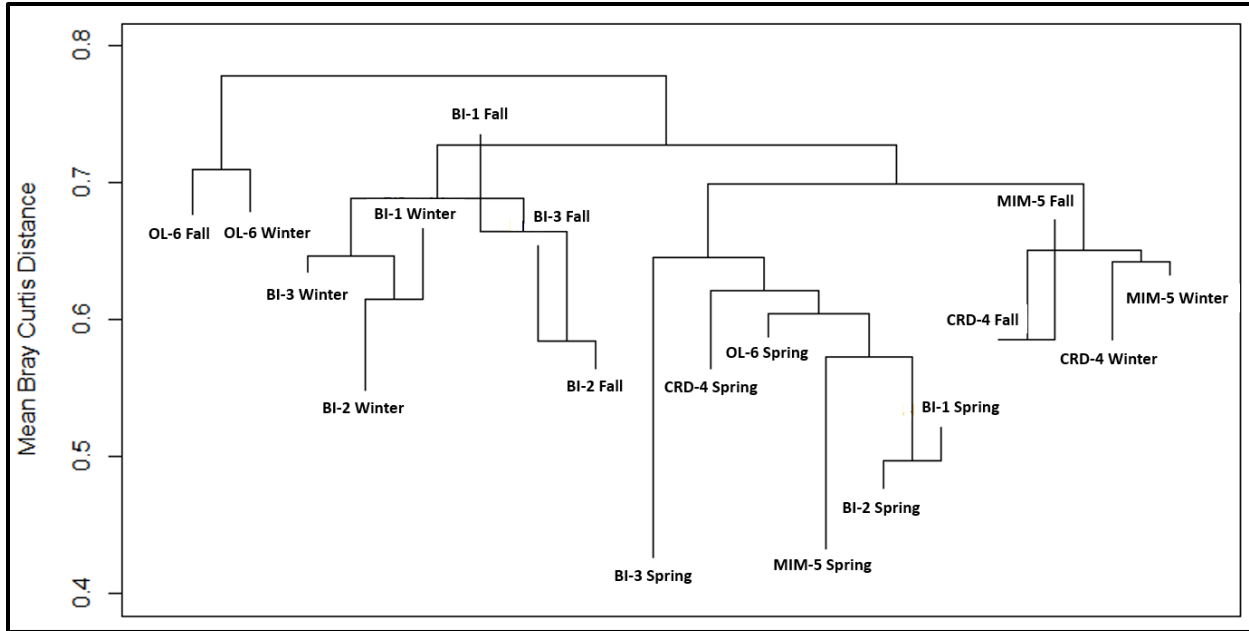 0.8
0.7
0.6
0.5
0.4
Mean Bray Curtis Distance
BI-1 Fall
OL-6 Fall
OL-6 Winter
BI-1 Winter
BI-3 Fall
MIM-5 Fall
BI-3 Winter
MIM-5 Winter
CRD-4 Fall
OL-6 Spring
CRD-4 Winter
BI-2 Fall
CRD-4 Spring
BI-2 Winter
BI-1 Spring
BI-2 Spring
MIM-5 Spring
BI-3 Spring